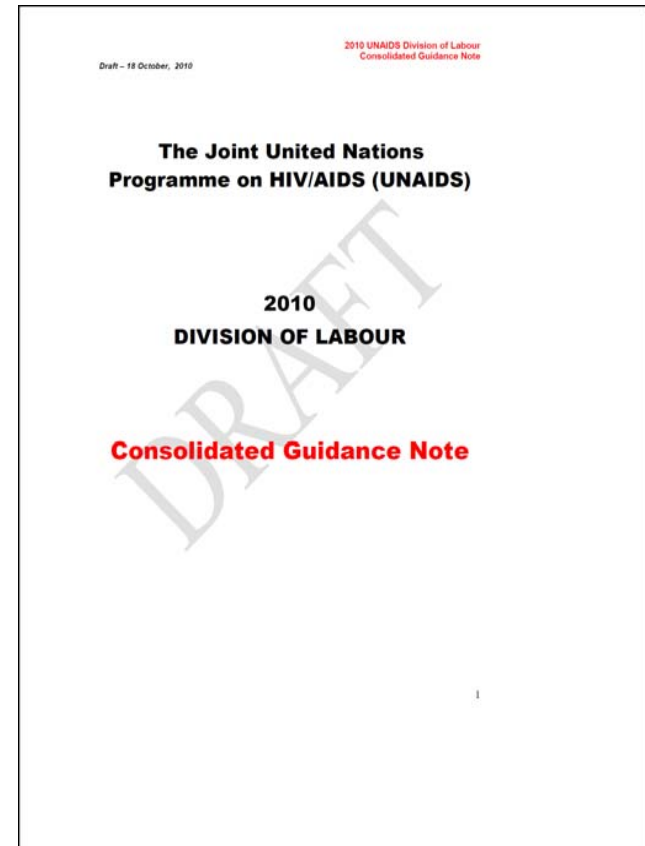 2010 UNAIDS Division of Labour
Consolidated Guidance Note
Draft – 18 October, 2010
The Joint United Nations
Programme on HIV/AIDS (UNAIDS)
2010
DIVISION OF LABOUR
DRAFT
Consolidated Guidance Note
1